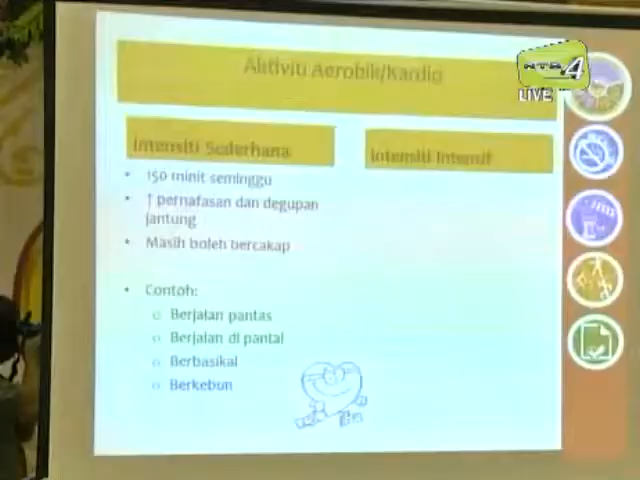 Aktiviti Aerobik/Kardio
RTB4
LIVE
Intensiti Sederhana
Intensiti Intensif
• 150 minit seminggu
• ↑ pernafasan dan degupan
jantung
• Masih boleh bercakap
• Contoh:
o Berjalan pantas
o Berjalan di pantai
o Berbasikal
o Berkebun